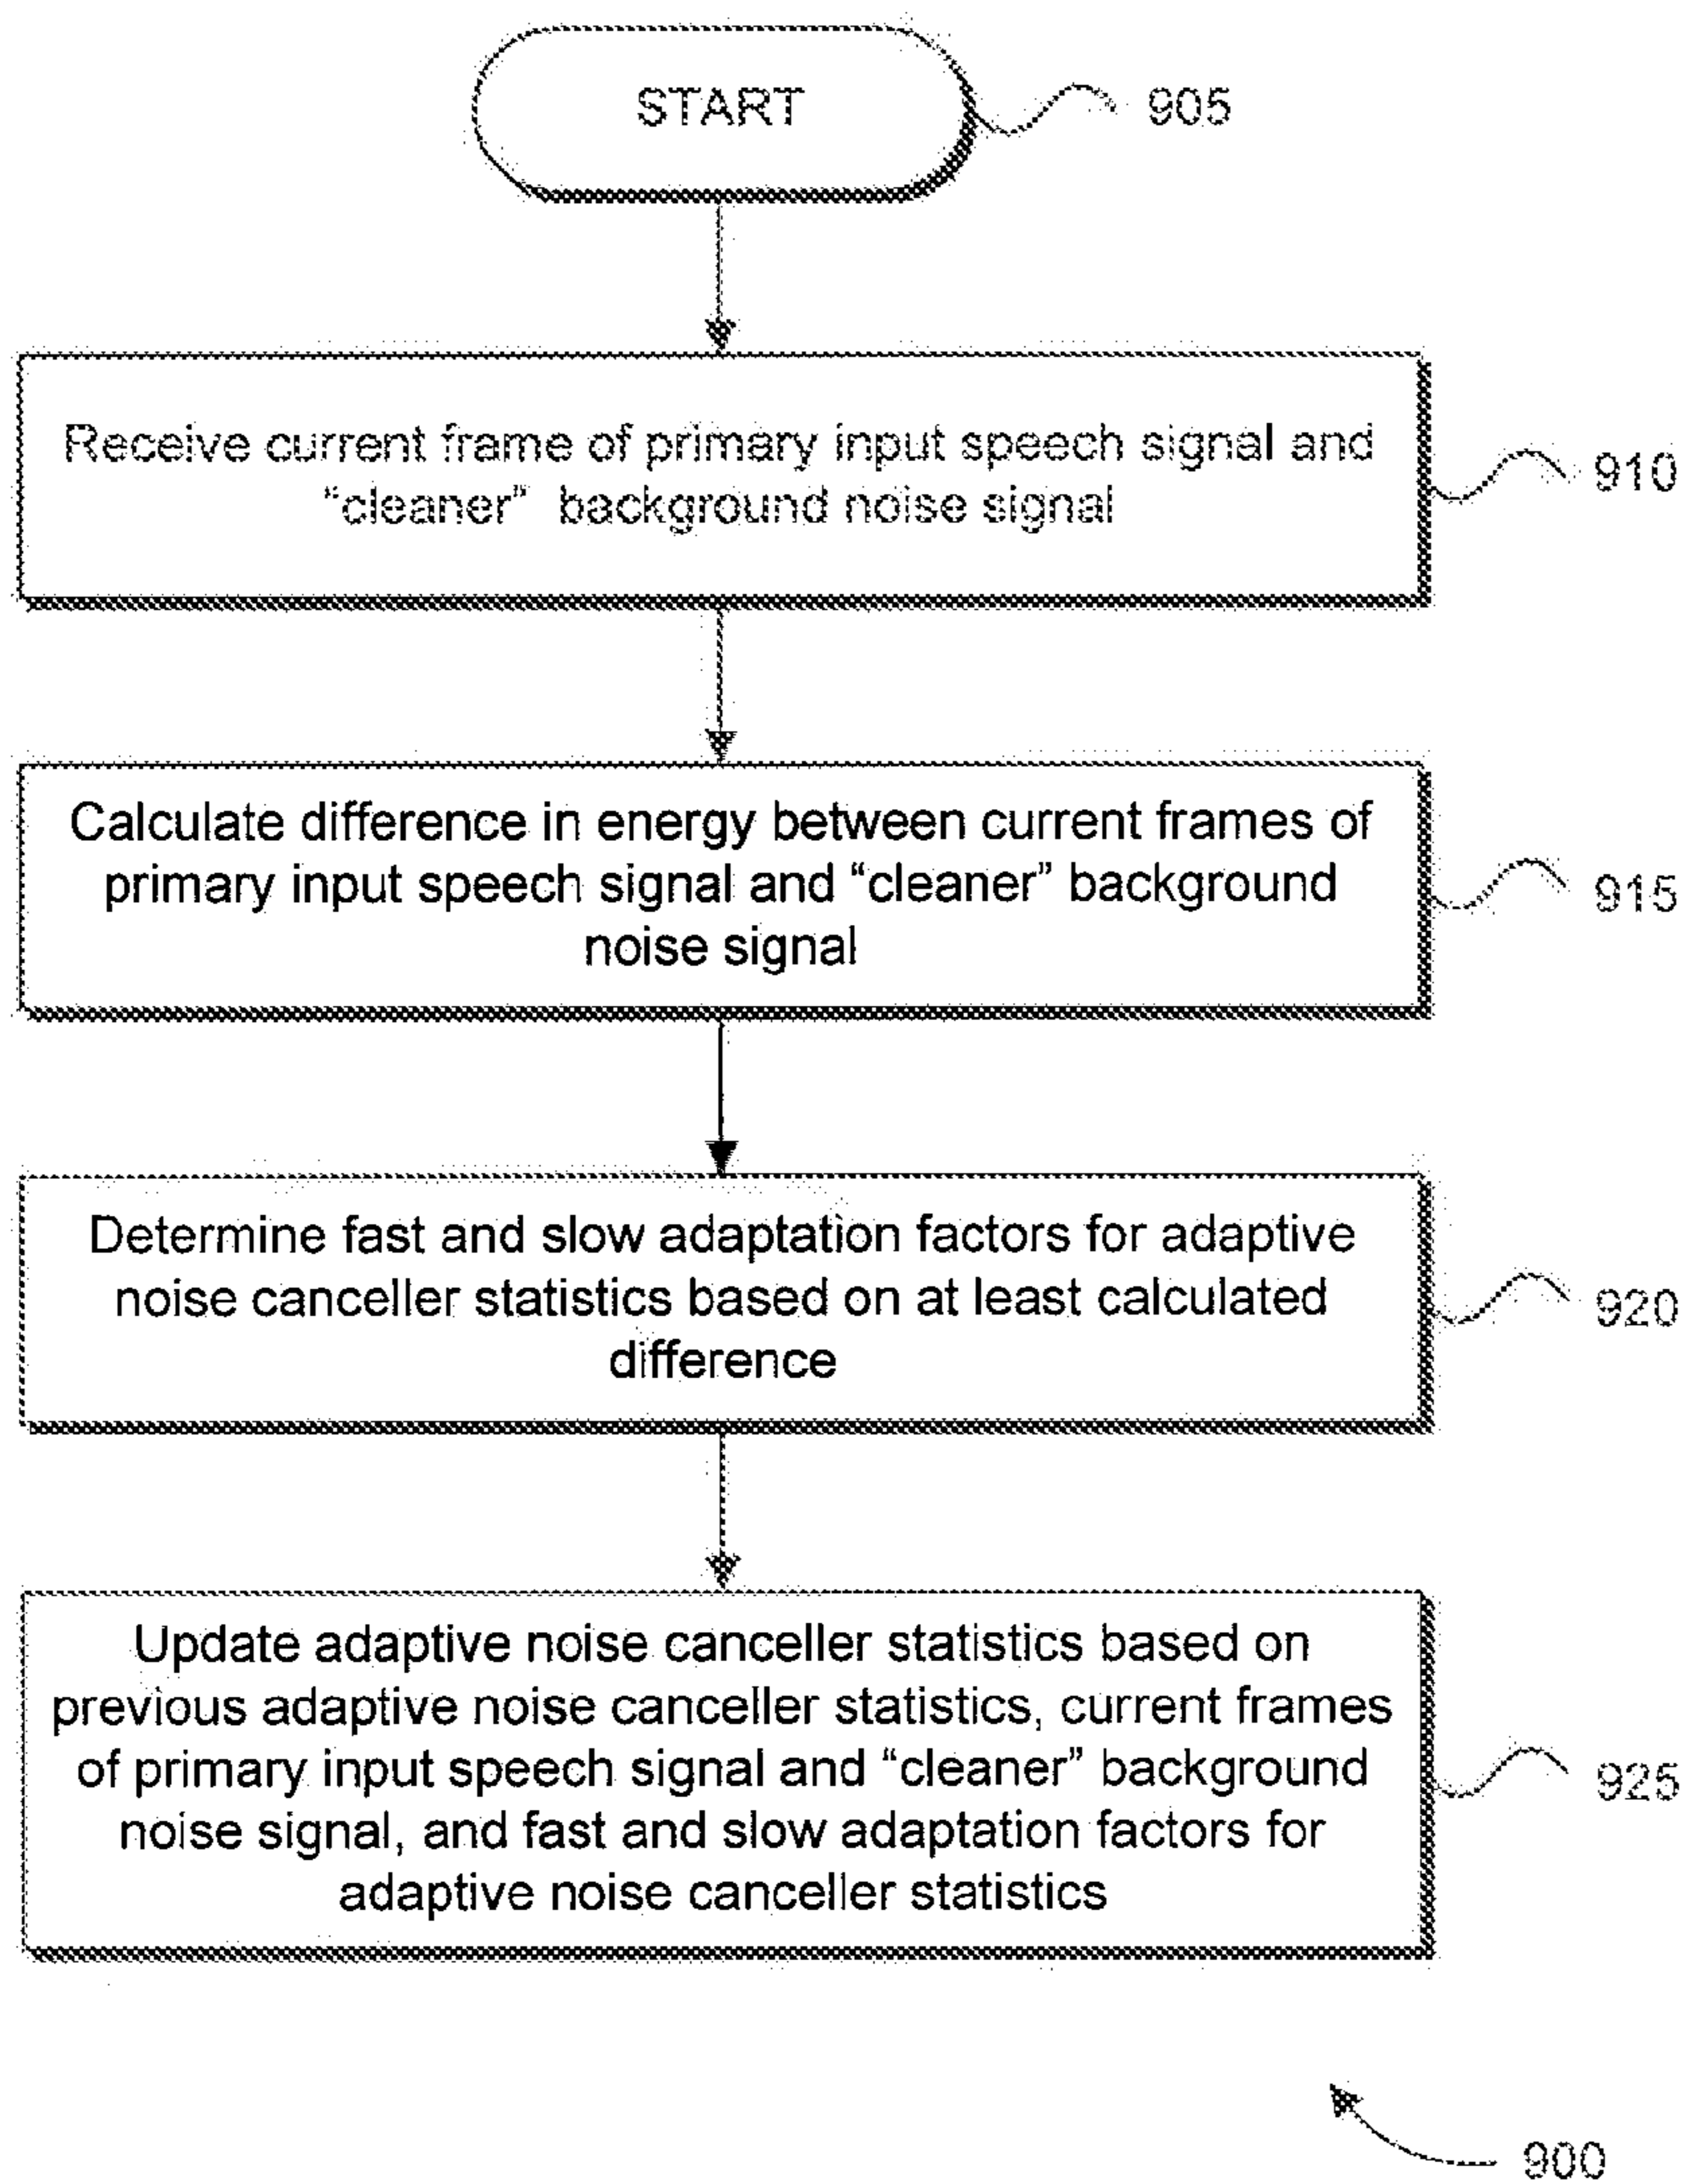 START
905
Receive current frame of primary input speech signal and
“cleaner” background noise signal
910
Calculate difference in energy between current frames of
primary input speech signal and “cleaner” background
noise signal
915
Determine fast and slow adaptation factors for adaptive
noise canceller statistics based on at least calculated
difference
920
Update adaptive noise canceller statistics based on
previous adaptive noise canceller statistics, current frames
of primary input speech signal and “cleaner” background
noise signal, and fast and slow adaptation factors for
adaptive noise canceller statistics
925
900